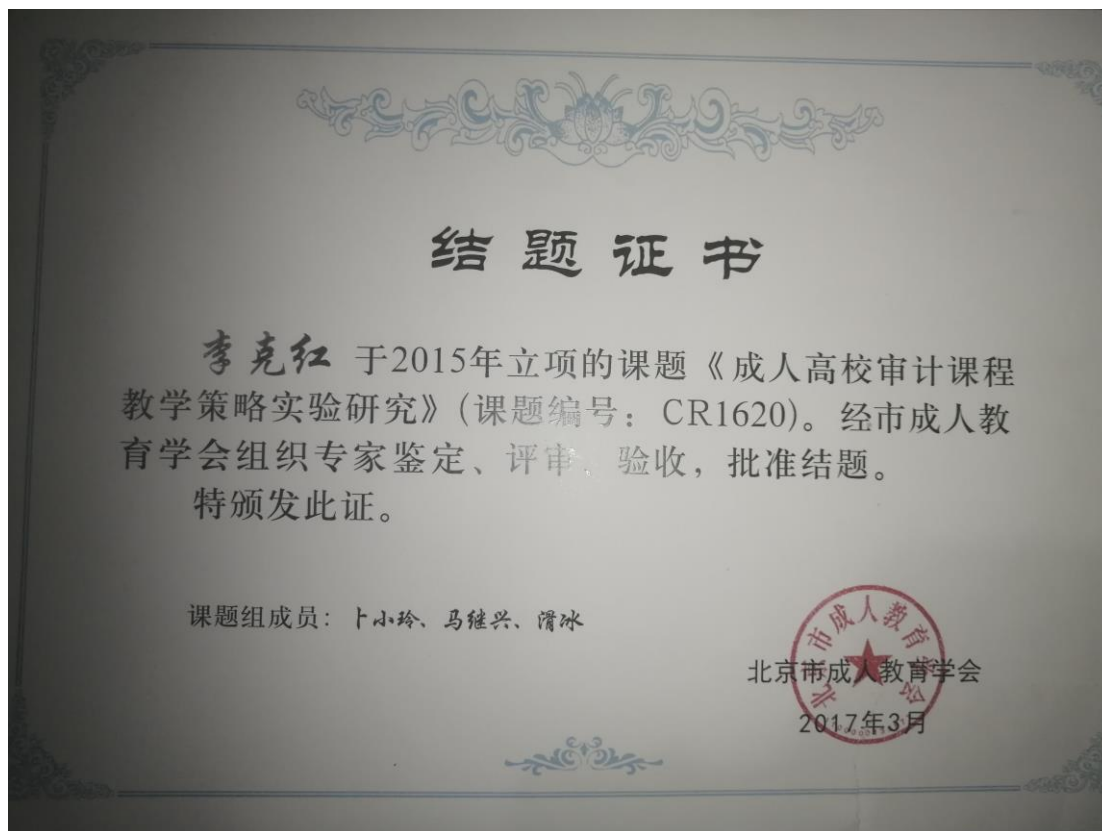 结题证书
李克红 于2015年立项的课题《成人高校审计课程
教学策略实验研究》(课题编号：CR1620)。经市成人教
育学会组织专家鉴定、评审、验收，批准结题。
特颁发此证。
课题组成员：卜小玲、马继兴、滑冰
北京市成人教育学会
北京市成人教育学会
2017年3月